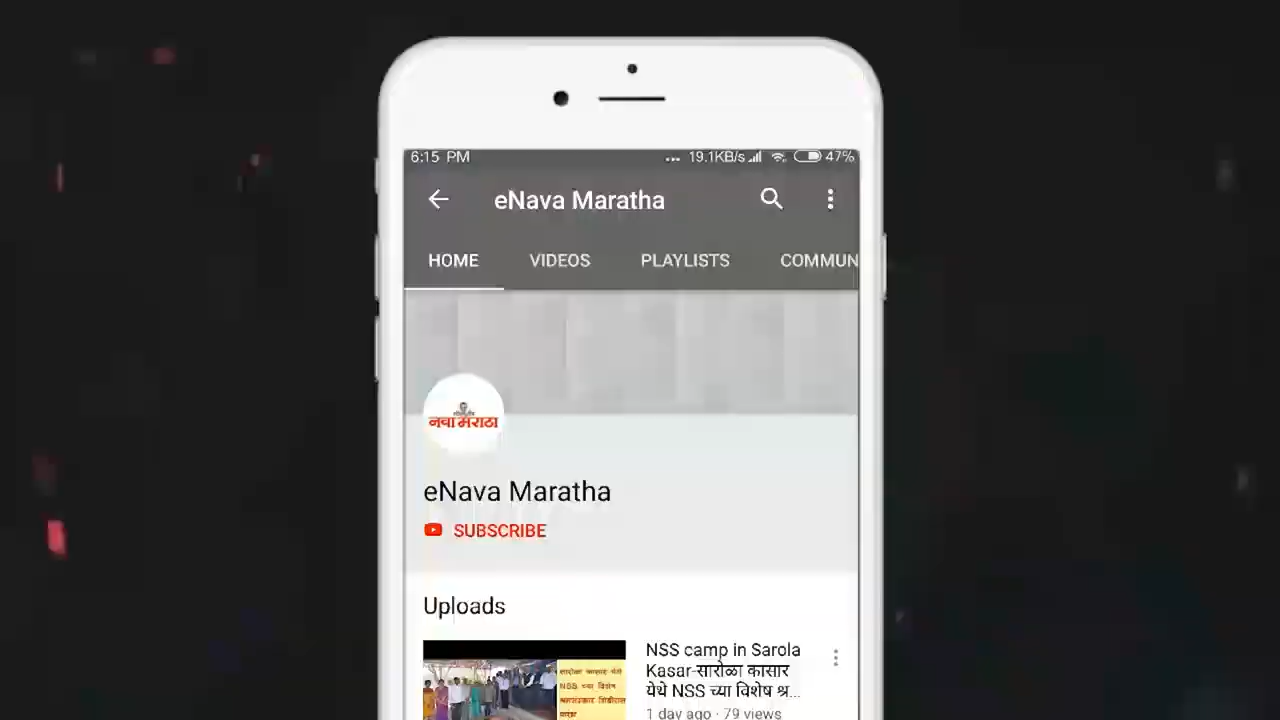 6:15 PM ... 19.1KB/s 47%
eNava Maratha
HOME VIDEOS PLAYLISTS COMMUN
नवा मराठा
eNava Maratha
SUBSCRIBE
Uploads
NSS camp in Sarola
Kasar-सारोळा कासार
येथे NSS च्या विशेष श्र...
1 day ago · 79 views
सारोळा कासार येथे
NSS च्या विशेष